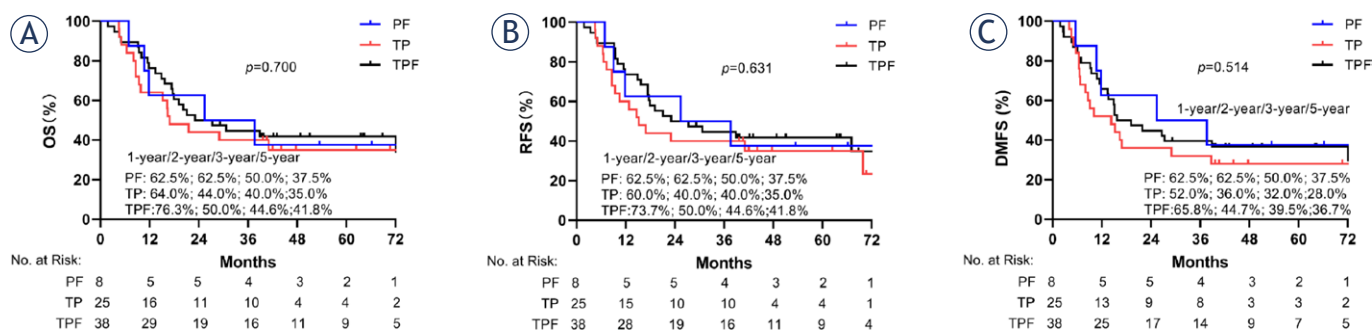 A
OS (%)
100
80
60
40
20
0
PF
TP
TPF
p=0.700
1-year/2-year/3-year/5-year
PF: 62.5%; 62.5%; 50.0%; 37.5%
TP: 64.0%; 44.0%; 40.0%;35.0%
TPF:76.3%; 50.0%; 44.6%;41.8%
0 12 24 36 48 60 72
Months
No. at Risk:
PF 8 5 5 4 3 2 1
TP 25 16 11 10 4 4 2
TPF 38 29 19 16 11 9 5
B
RFS (%)
100
80
60
40
20
0
PF
TP
TPF
p=0.631
1-year/2-year/3-year/5-year
PF: 62.5%; 62.5%; 50.0%; 37.5%
TP: 60.0%; 40.0%; 40.0%;35.0%
TPF:73.7%; 50.0%; 44.6%;41.8%
0 12 24 36 48 60 72
Months
No. at Risk:
PF 8 5 5 4 3 2 1
TP 25 15 10 10 4 4 1
TPF 38 28 19 16 11 9 4
C
DMFS (%)
100
80
60
40
20
0
PF
TP
TPF
p=0.514
1-year/2-year/3-year/5-year
PF: 62.5%; 62.5%; 50.0%; 37.5%
TP: 52.0%; 36.0%; 32.0%;28.0%
TPF:65.8%; 44.7%; 39.5%;36.7%
0 12 24 36 48 60 72
Months
No. at Risk:
PF 8 5 5 4 3 2 1
TP 25 13 9 8 3 3 2
TPF 38 25 17 14 9 7 5